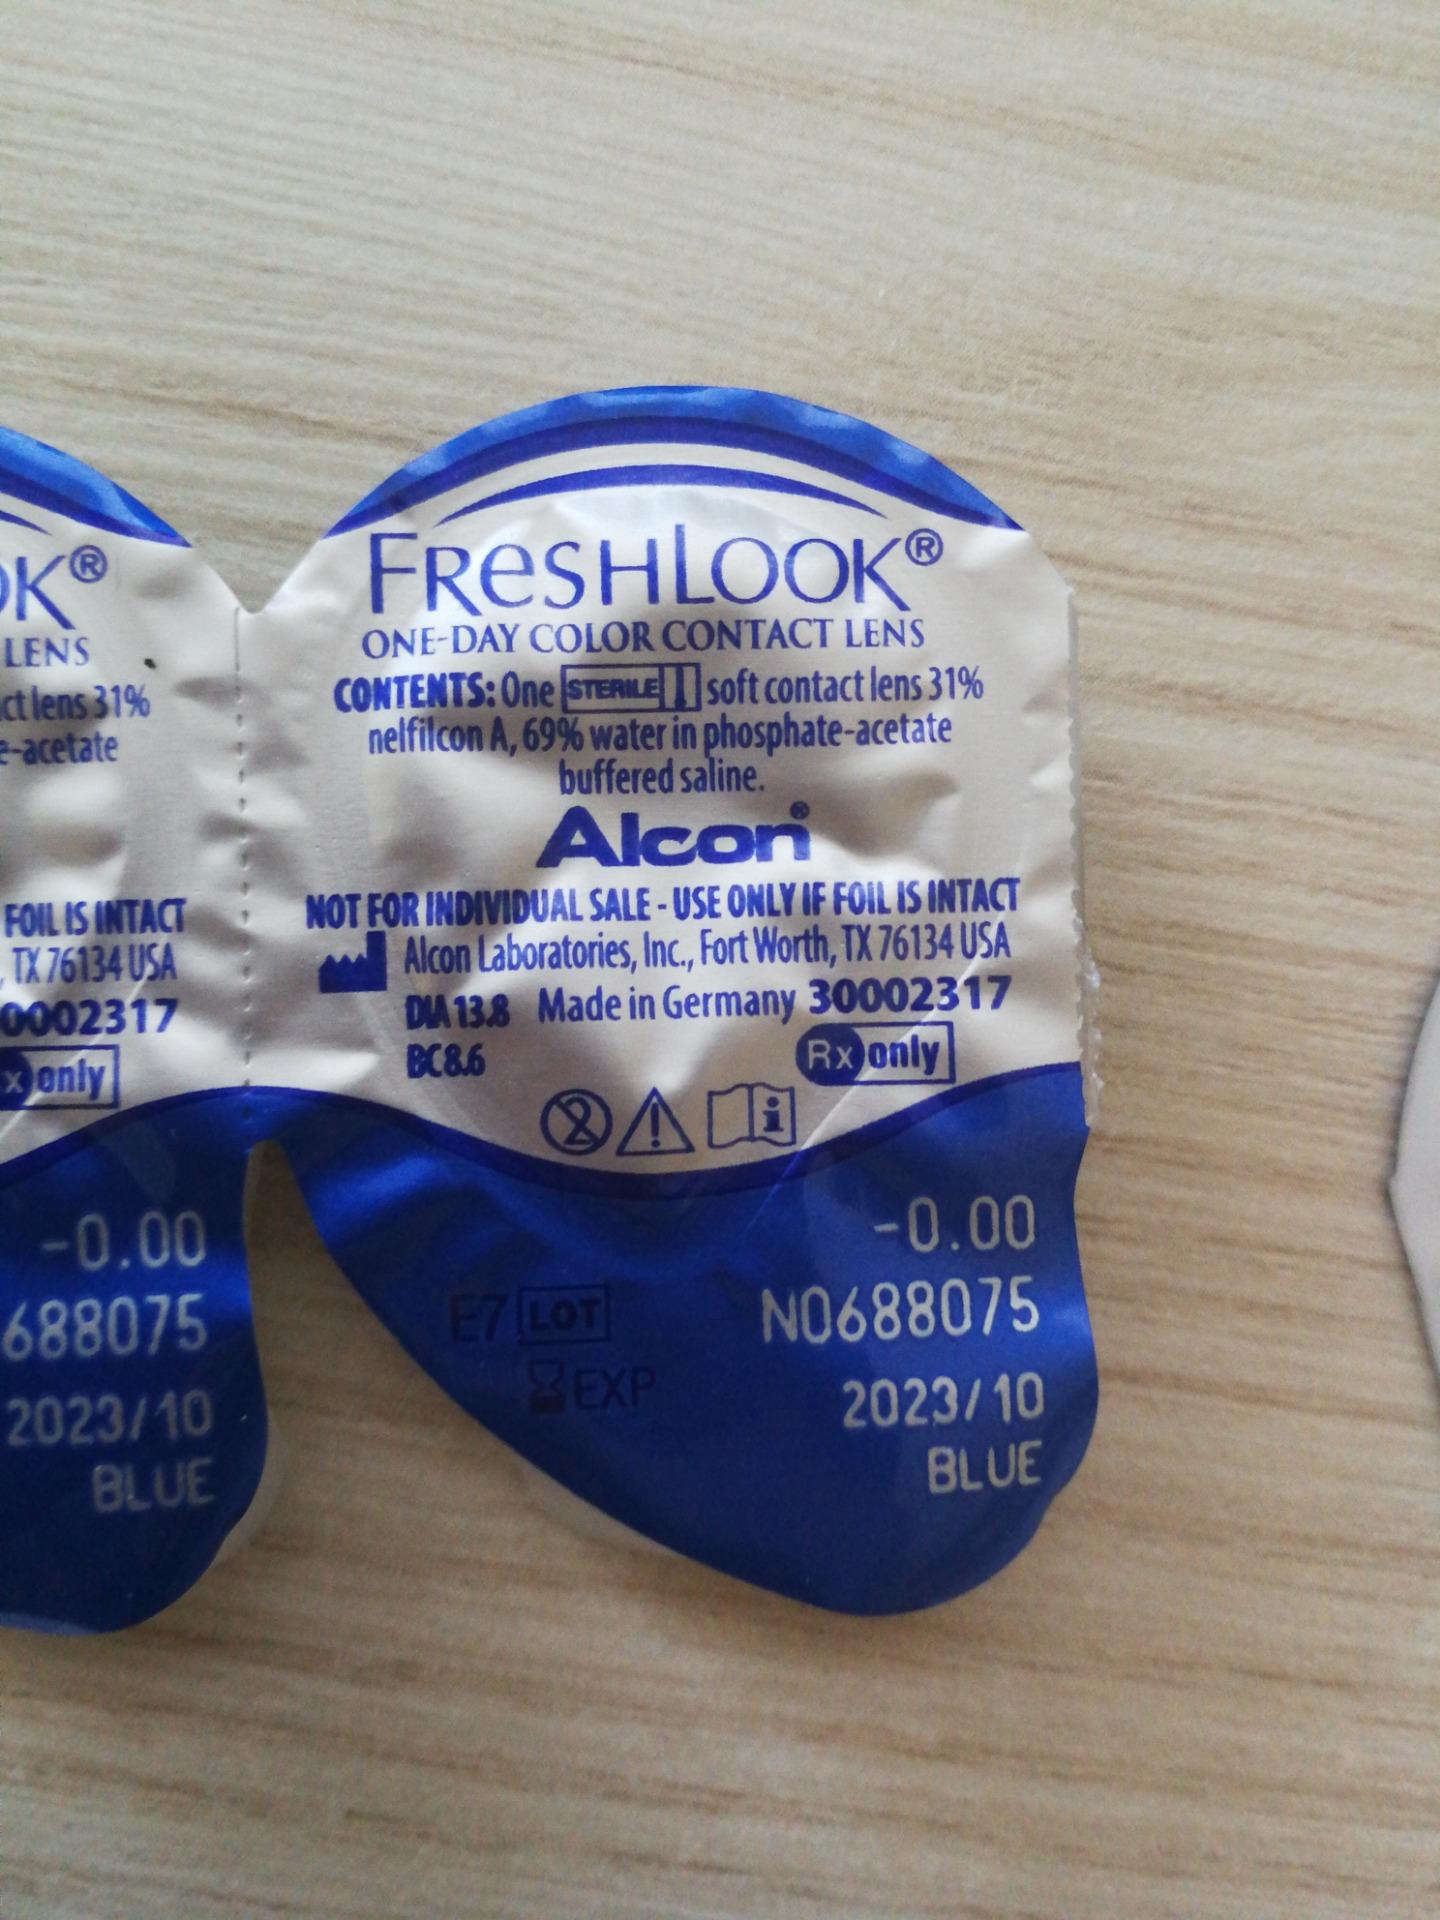 OK®
LENS
ct lens 31%
e-acetate
FOIL IS INTACT
, TX 76134 USA
0002317
x only
-0.00
688075
2023/10
BLUE
FRESHLOOK®
ONE-DAY COLOR CONTACT LENS
CONTENTS: One STERILE soft contact lens 31%
nelfilcon A, 69% water in phosphate-acetate
buffered saline.
Alcon®
NOT FOR INDIVIDUAL SALE - USE ONLY IF FOIL IS INTACT
Alcon Laboratories, Inc., Fort Worth, TX 76134 USA
DIA 13.8 Made in Germany 30002317
BC 8.6 Rx only
-0.00
E7 LOT N0688075
EXP 2023/10
BLUE